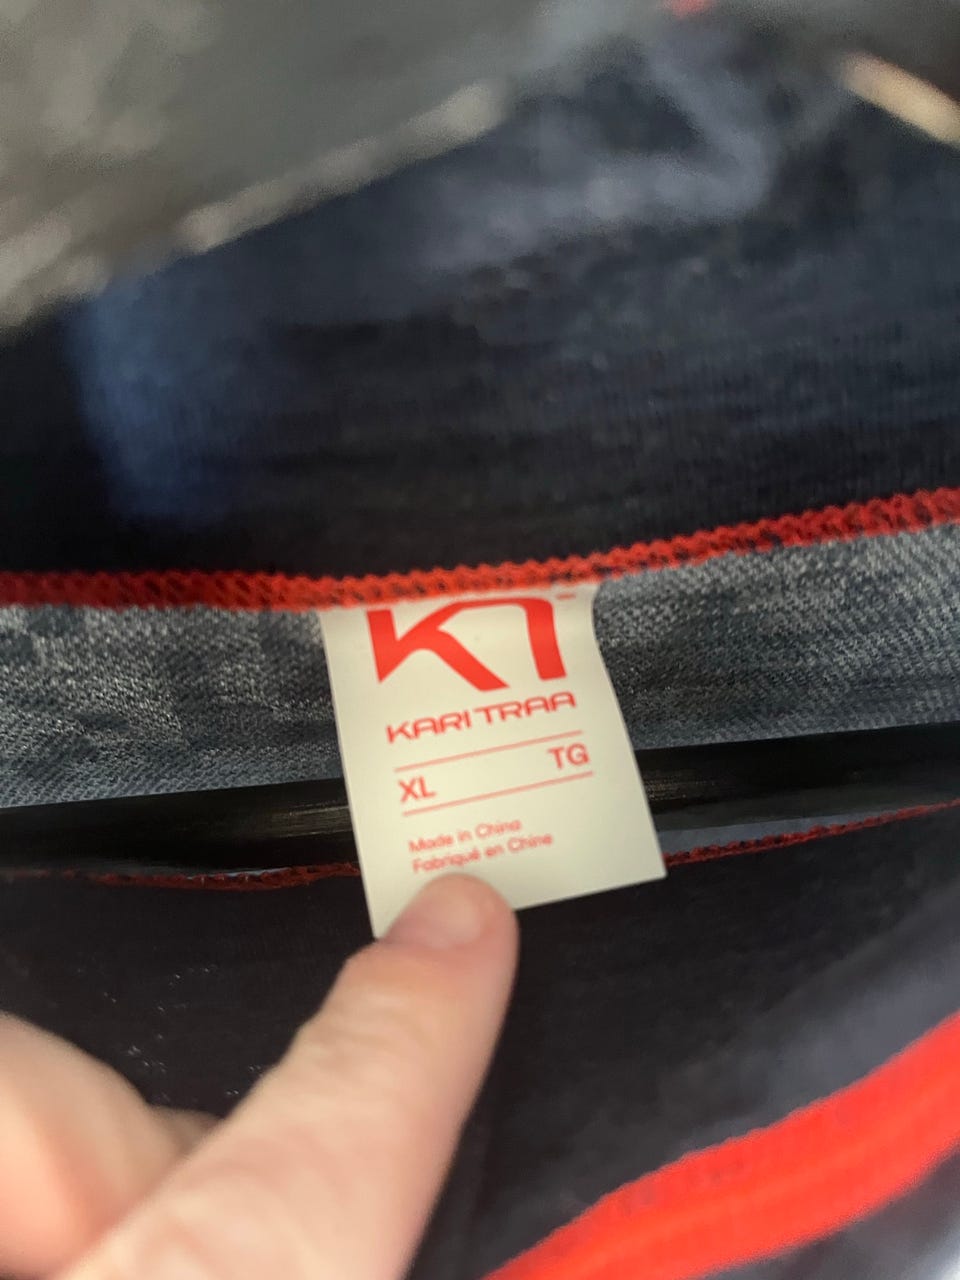 KT
KARI TRAA
XL TG
Made in China
Fabriqué en Chine